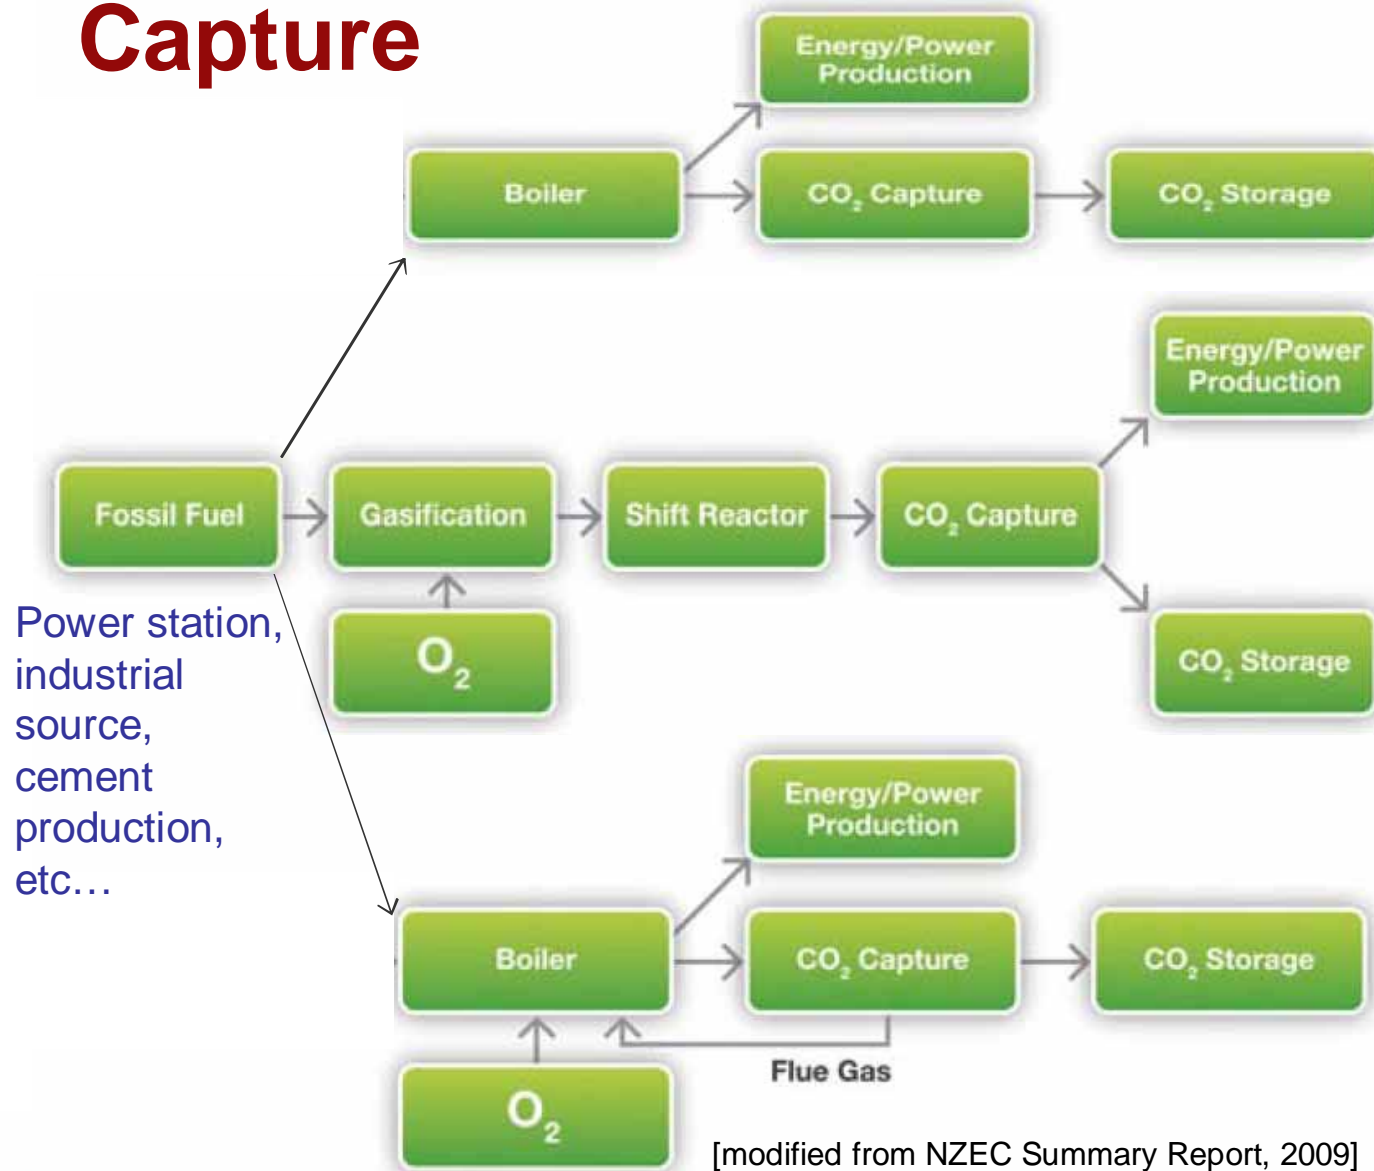 Capture
Energy/Power
Production
Boiler
CO₂ Capture
CO₂ Storage
Energy/Power
Production
Fossil Fuel
Gasification
Shift Reactor
CO₂ Capture
Power station,
industrial
source,
cement
production,
etc…
O₂
CO₂ Storage
Energy/Power
Production
Boiler
CO₂ Capture
CO₂ Storage
Flue Gas
O₂
[modified from NZEC Summary Report, 2009]